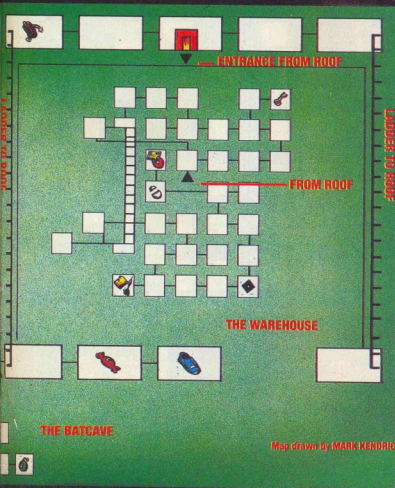 ENTRANCE FROM ROOF
LADDER TO ROOF
FROM ROOF
THE WAREHOUSE
THE BATCAVE
Map drawn by MARK KENDRIC